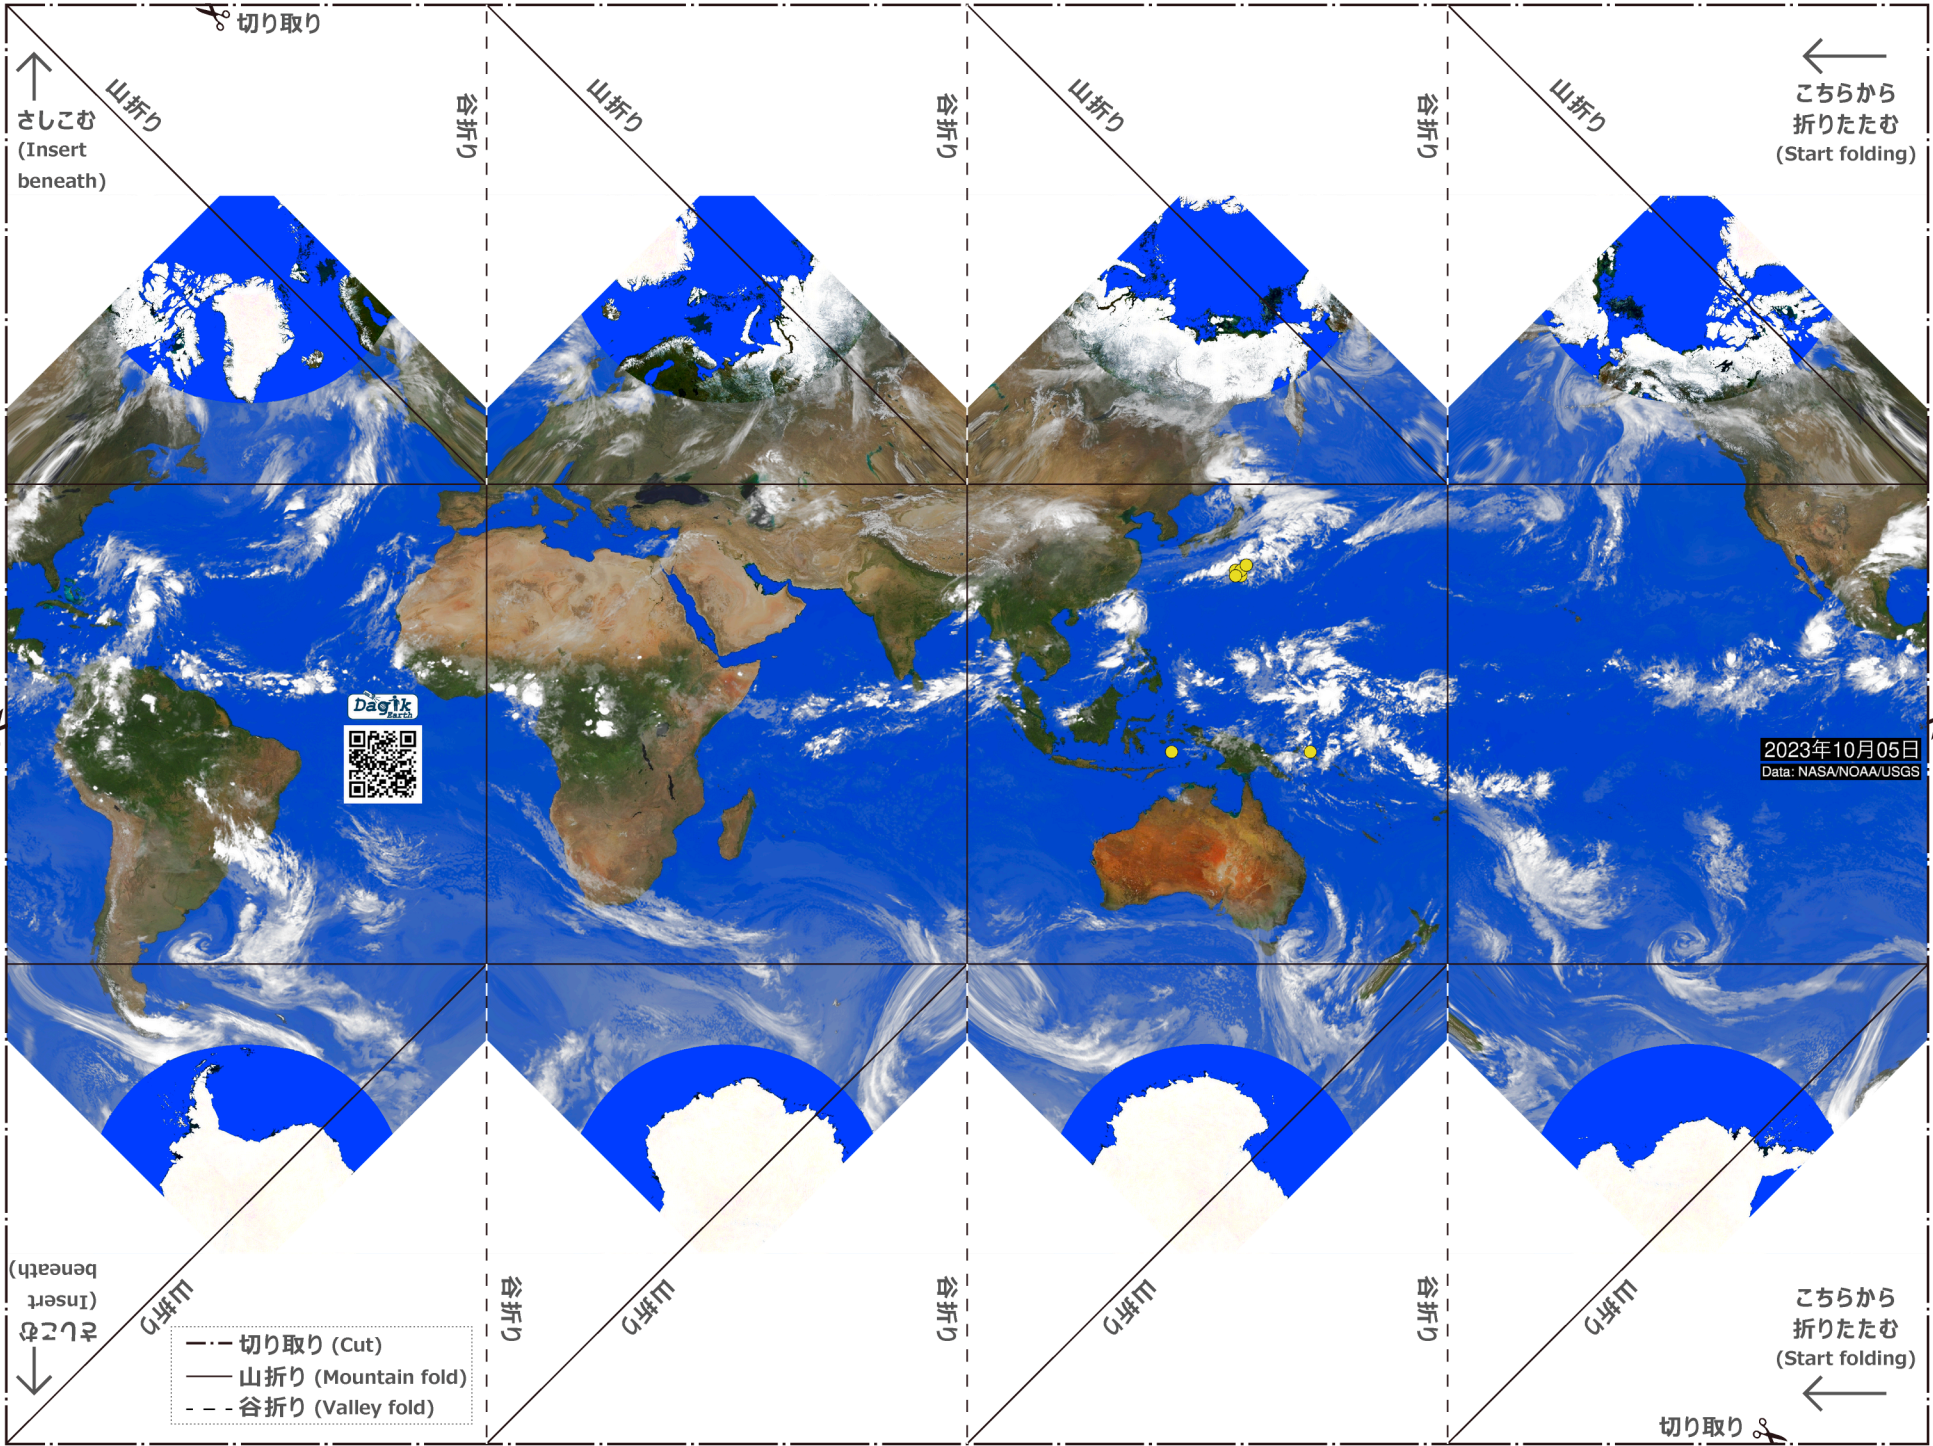 切り取り
さしこむ
(Insert
beneath)
山折り
谷折り
山折り
谷折り
山折り
谷折り
山折り
こちらから
折りたたむ
(Start folding)
Dagik
Earth
2023年10月05日
Data: NASA/NOAA/USGS
さしこむ
(Insert
beneath)
山折り
谷折り
山折り
谷折り
山折り
谷折り
山折り
こちらから
折りたたむ
(Start folding)
切り取り (Cut)
山折り (Mountain fold)
谷折り (Valley fold)
切り取り